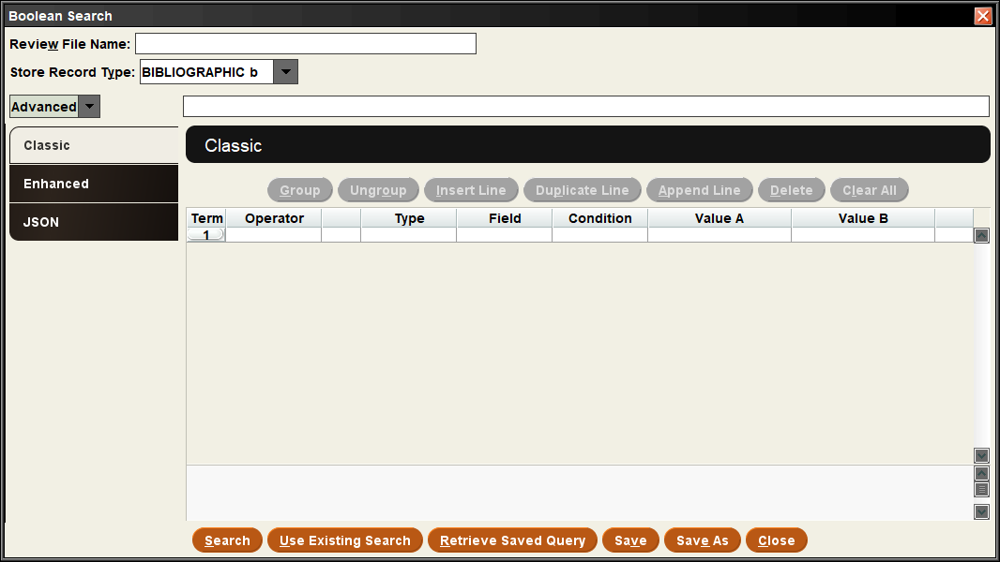 Boolean Search
Review File Name:
Store Record Type: BIBLIOGRAPHIC b
Advanced
Classic
Enhanced
JSON
Classic
Group Ungroup Insert Line Duplicate Line Append Line Delete Clear All
Term Operator Type Field Condition Value A Value B
1
Search Use Existing Search Retrieve Saved Query Save Save As Close